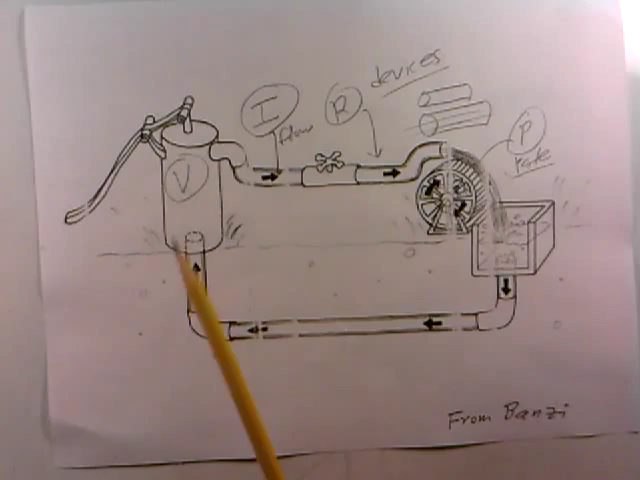 devices
I
R
flow
P
rate
V
From Banzi